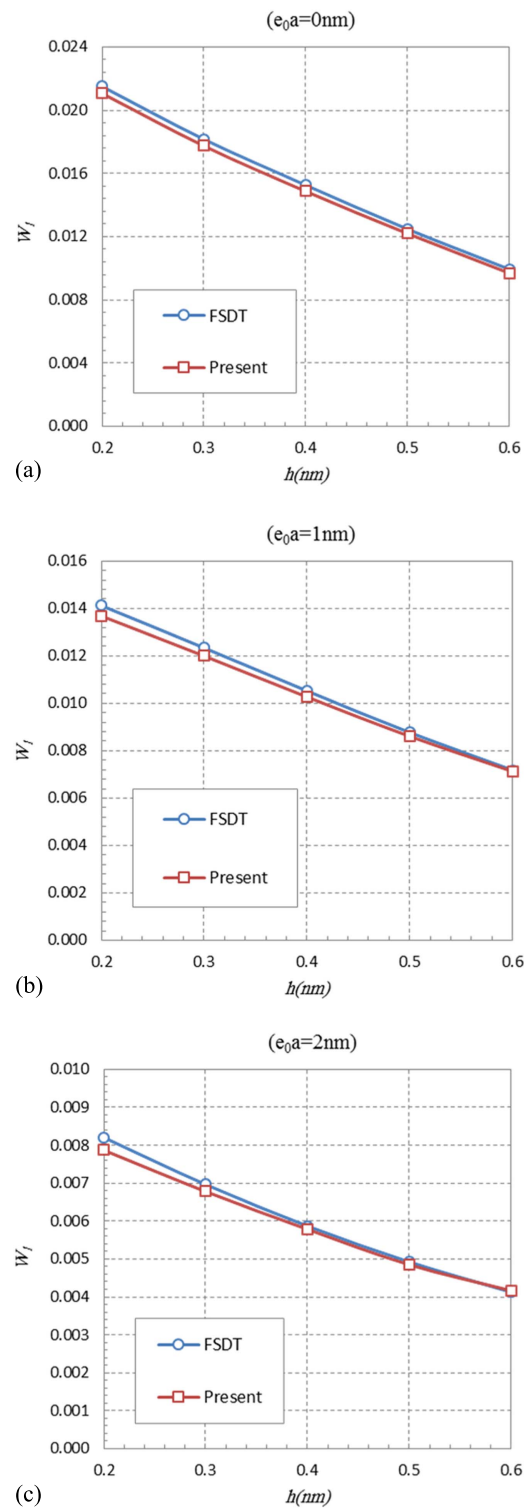 (e₀a=0nm)
0.024
0.020
0.016
0.012
0.008
0.004
0.000
W₁
FSDT
Present
0.2 0.3 0.4 0.5 0.6
h(nm)
(a)
(e₀a=1nm)
0.016
0.014
0.012
0.010
0.008
0.006
0.004
0.002
0.000
W₁
FSDT
Present
0.2 0.3 0.4 0.5 0.6
h(nm)
(b)
(e₀a=2nm)
0.010
0.009
0.008
0.007
0.006
0.005
0.004
0.003
0.002
0.001
0.000
W₁
FSDT
Present
0.2 0.3 0.4 0.5 0.6
h(nm)
(c)